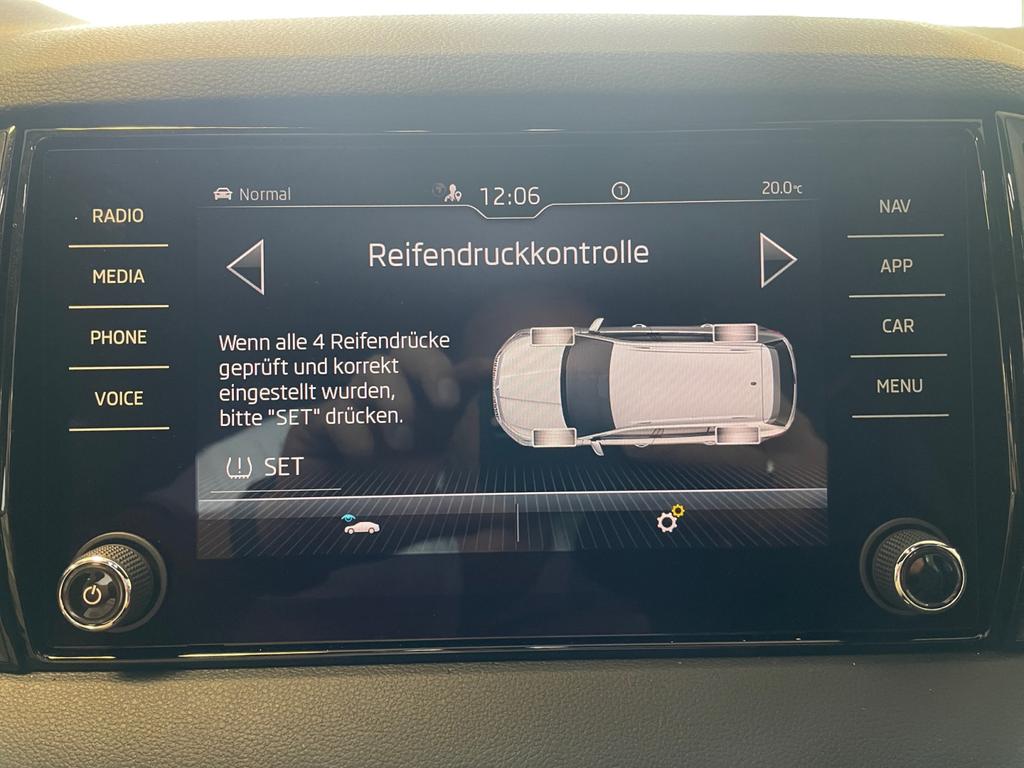 Normal
12:06
1
20.0°C
RADIO
MEDIA
PHONE
VOICE
Reifendruckkontrolle
Wenn alle 4 Reifendrücke
geprüft und korrekt
eingestellt wurden,
bitte "SET" drücken.
(!) SET
NAV
APP
CAR
MENU